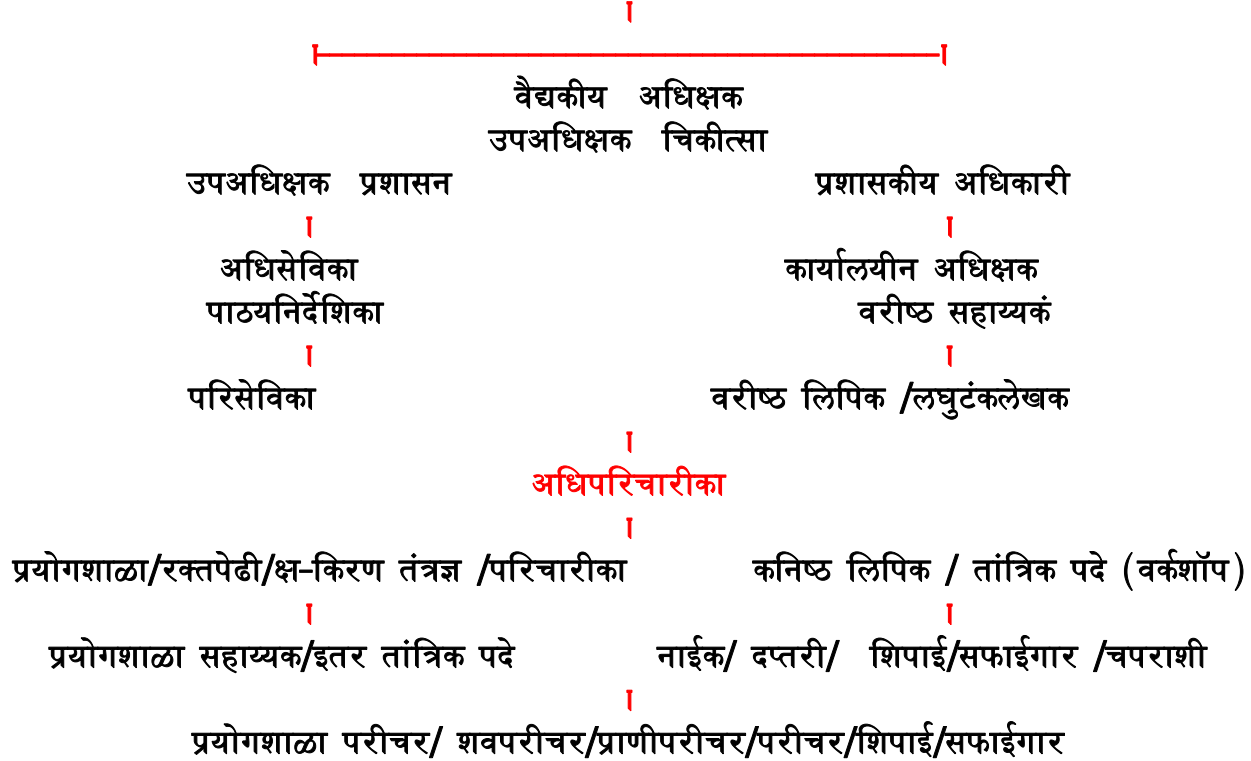 वैद्यकीय अधिक्षक
उपअधिक्षक चिकीत्सा
उपअधिक्षक प्रशासन प्रशासकीय अधिकारी
अधिसेविका कार्यालयीन अधिक्षक
पाठयनिर्देशिका वरीष्ठ सहाय्यकं
परिसेविका वरीष्ठ लिपिक /लघुटंकलेखक
अधिपरिचारीका
प्रयोगशाळा/रक्तपेढी/क्ष-किरण तंत्रज्ञ /परिचारीका कनिष्ठ लिपिक / तांत्रिक पदे (वर्कशॉप)
प्रयोगशाळा सहाय्यक/इतर तांत्रिक पदे नाईक/ दप्तरी/ शिपाई/सफाईगार /चपराशी
प्रयोगशाळा परीचर/ शवपरीचर/प्राणीपरीचर/परीचर/शिपाई/सफाईगार